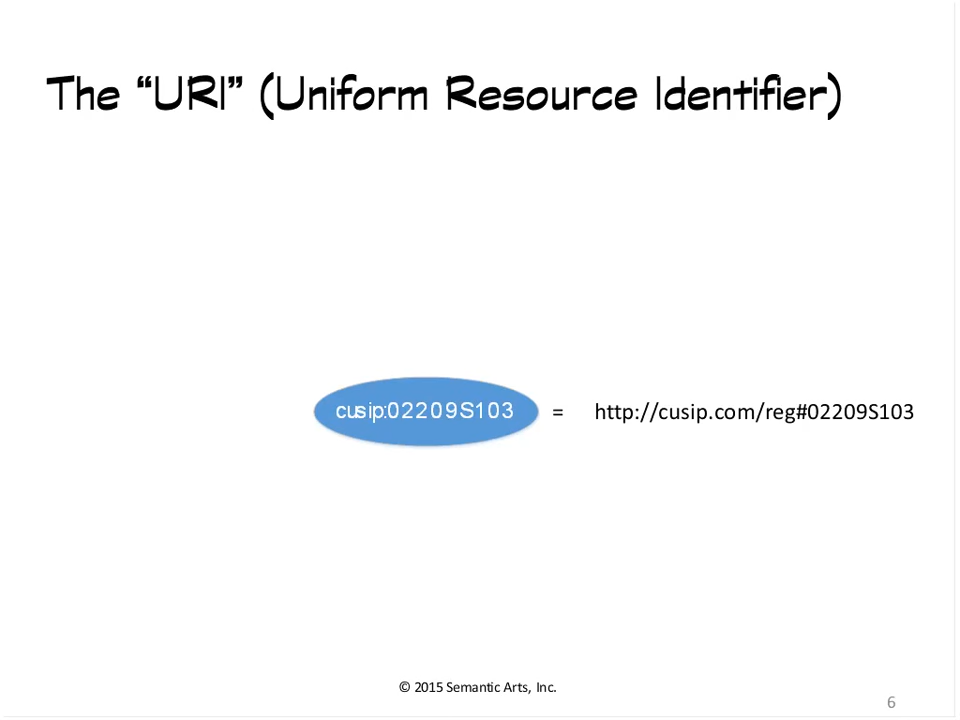 The “URI” (Uniform Resource Identifier)
cusip:02209S103 = http://cusip.com/reg#02209S103
© 2015 Semantic Arts, Inc.
6